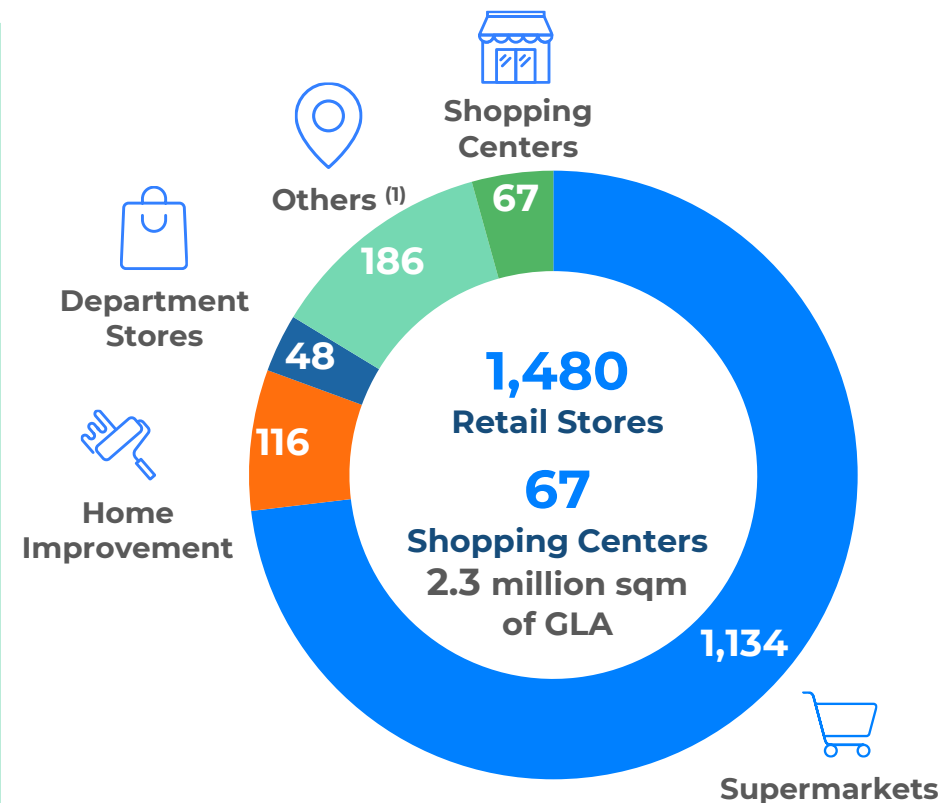 Shopping
Centers
67
Others (1)
186
Department
Stores
48
1,480
Retail Stores
67
Shopping Centers
2.3 million sqm
of GLA
116
Home
Improvement
1,134
Supermarkets